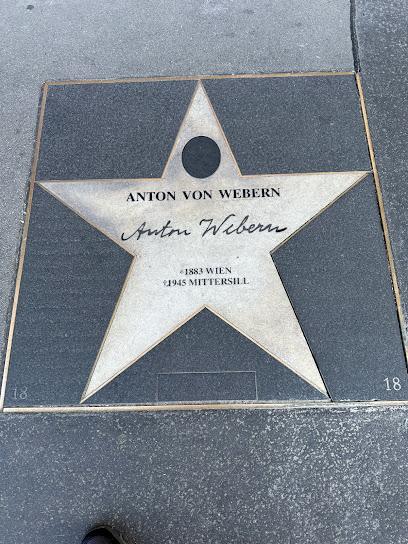 ANTON VON WEBERN
Anton Webern
*1883 WIEN
†1945 MITTERSILL
18
18